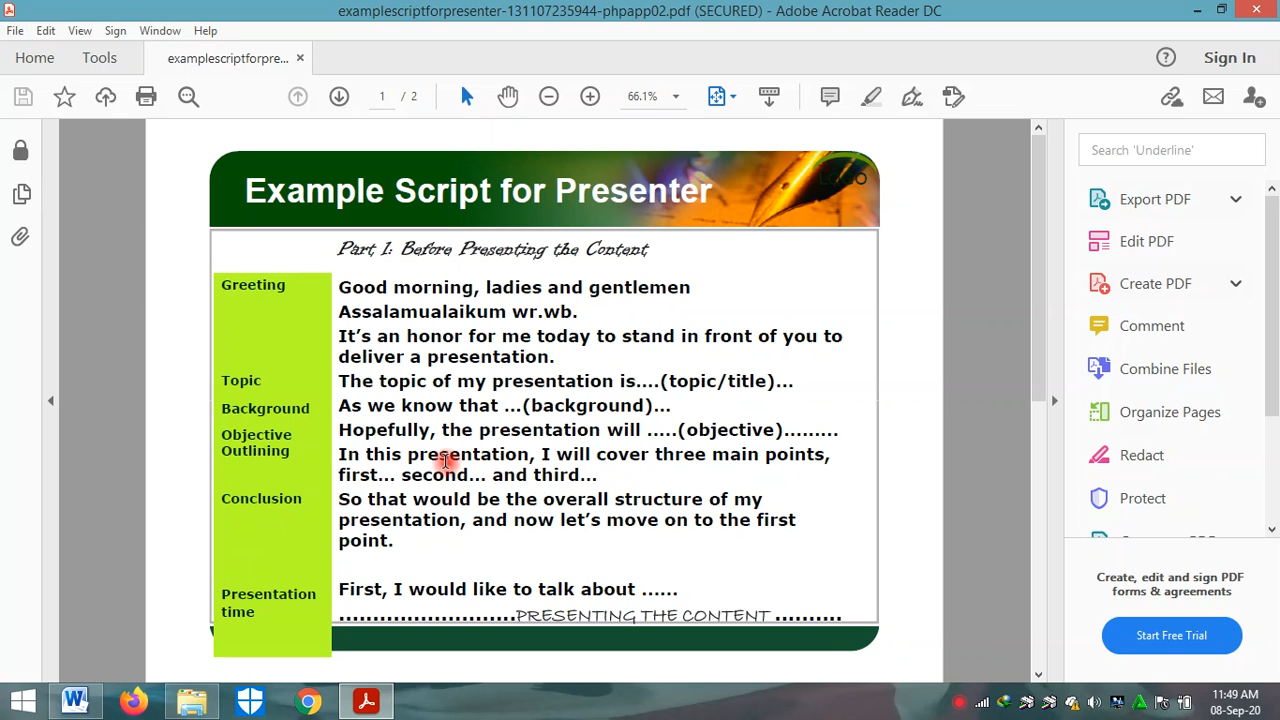 examplescriptforpresenter-131107235944-phpapp02.pdf (SECURED) - Adobe Acrobat Reader DC
File Edit View Sign Window Help
Home Tools examplescriptforpre... × Sign In
1 / 2 66.1%
Search 'Underline'
Export PDF
Edit PDF
Create PDF
Comment
Combine Files
Organize Pages
Redact
Protect
Create, edit and sign PDF
forms & agreements
Start Free Trial
LOGO
Example Script for Presenter
Part 1: Before Presenting the Content
Greeting
Good morning, ladies and gentlemen
Assalamualaikum wr.wb.
It's an honor for me today to stand in front of you to
deliver a presentation.
Topic
The topic of my presentation is....(topic/title)...
Background
As we know that ...(background)...
Objective
Hopefully, the presentation will .....(objective).........
Outlining
In this presentation, I will cover three main points,
first... second... and third...
Conclusion
So that would be the overall structure of my
presentation, and now let's move on to the first
point.
Presentation
time
First, I would like to talk about ......
..........................PRESENTING THE CONTENT ..........
11:49 AM
08-Sep-20